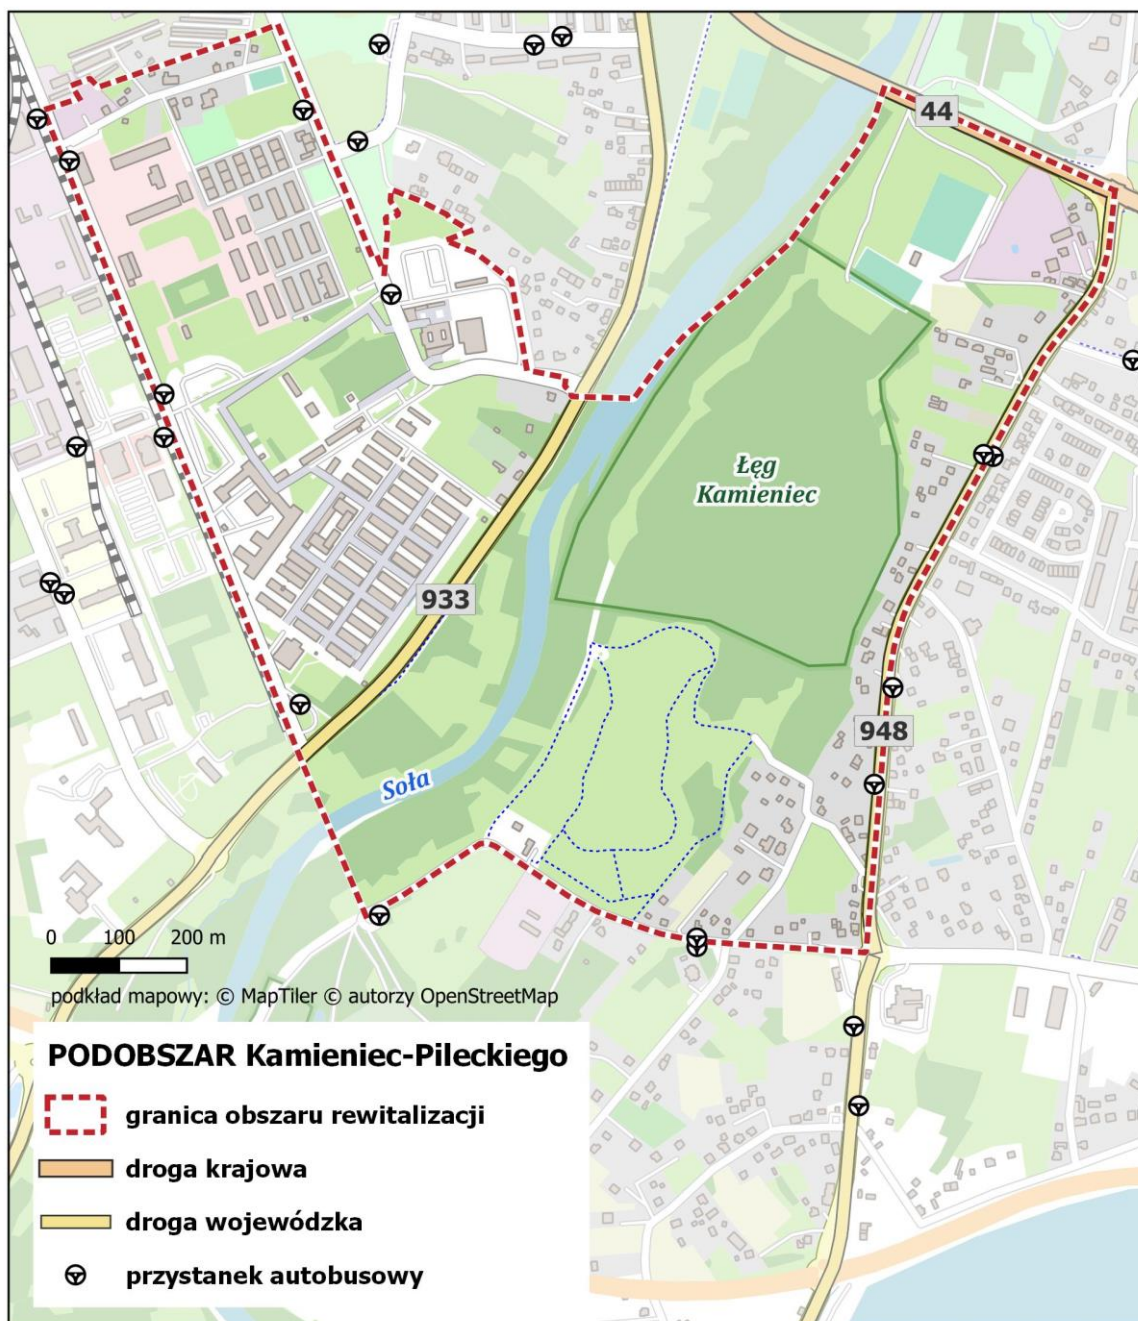 44
Łęg
Kamieniec
933
948
Soła
0 100 200 m
podkład mapowy: © MapTiler © autorzy OpenStreetMap
PODOBSZAR Kamieniec-Pileckiego
granica obszaru rewitalizacji
droga krajowa
droga wojewódzka
przystanek autobusowy